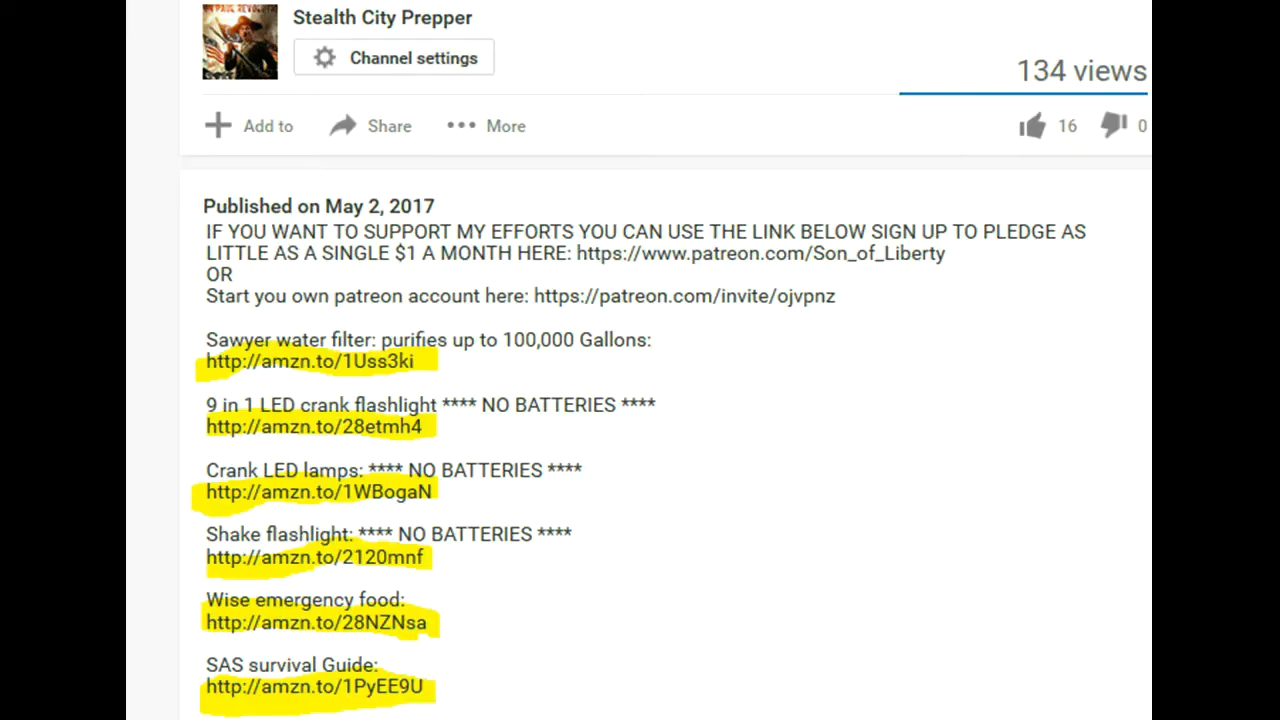 Stealth City Prepper
Channel settings
134 views
Add to
Share
More
16
0
Published on May 2, 2017
IF YOU WANT TO SUPPORT MY EFFORTS YOU CAN USE THE LINK BELOW SIGN UP TO PLEDGE AS
LITTLE AS A SINGLE $1 A MONTH HERE: https://www.patreon.com/Son_of_Liberty
OR
Start you own patreon account here: https://patreon.com/invite/ojvpnz
Sawyer water filter: purifies up to 100,000 Gallons:
http://amzn.to/1Uss3ki
9 in 1 LED crank flashlight **** NO BATTERIES ****
http://amzn.to/28etmh4
Crank LED lamps: **** NO BATTERIES ****
http://amzn.to/1WBogaN
Shake flashlight: **** NO BATTERIES ****
http://amzn.to/2120mnf
Wise emergency food:
http://amzn.to/28NZNsa
SAS survival Guide:
http://amzn.to/1PyEE9U